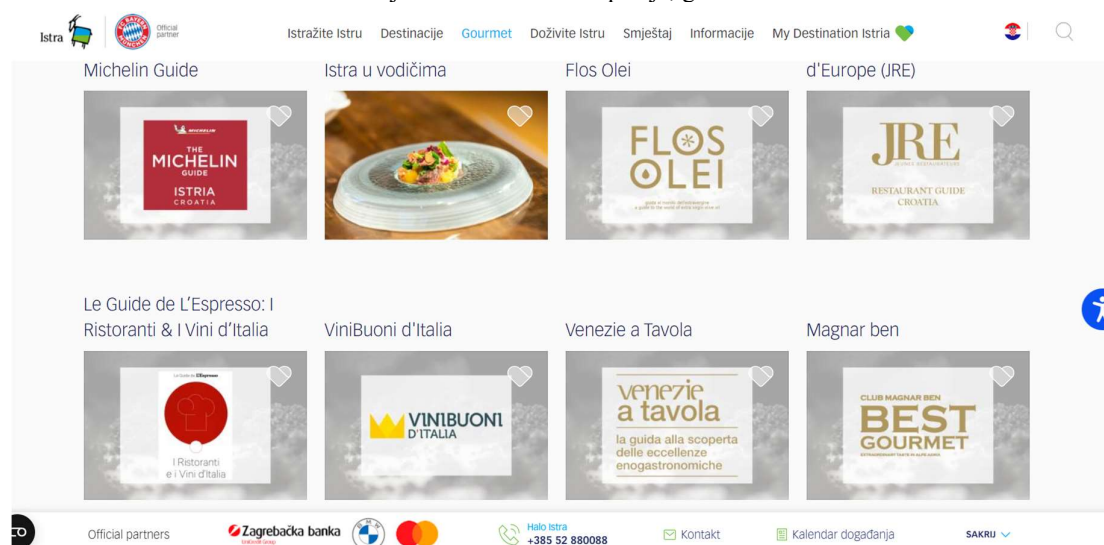 Istra
Official
partner
Istražite Istru
Destinacije
Gourmet
Doživite Istru
Smještaj
Informacije
My Destination Istria
Michelin Guide
Istra u vodičima
Flos Olei
d'Europe (JRE)
MICHELIN
THE
MICHELIN
GUIDE
ISTRIA
CROATIA
FLOS
OLEI
JRE
RESTAURANT GUIDE
CROATIA
Le Guide de L’Espresso: I
Ristoranti & I Vini d’Italia
ViniBuoni d'Italia
Venezie a Tavola
Magnar ben
I Ristoranti
e i Vini d'Italia
VINIBUONI
D'ITALIA
venezie
a tavola
la guida alla scoperta
delle eccellenze
enogastronomiche
CLUB MAGNAR BEN
BEST
GOURMET
Official partners
Zagrebačka banka
BMW
Halo Istra
+385 52 880088
Kontakt
Kalendar događanja
SAKRIJ